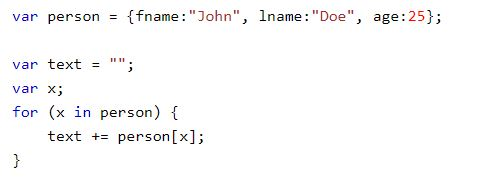 var person = {fname:"John", lname:"Doe", age:25};
var text = "";
var x;
for (x in person) {
    text += person[x];
}